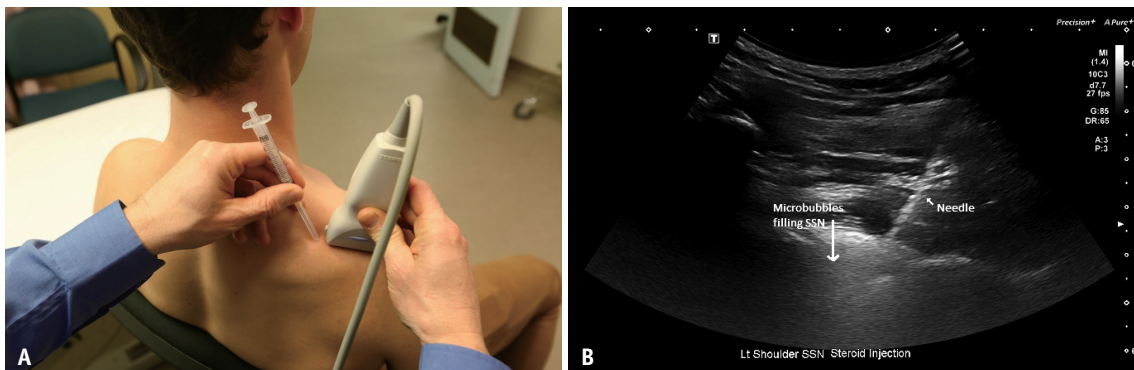 A
Precision+ A Pure+
T
MI
(1.4)
10C3
d7.7
27 fps
G:85
DR:65
A:3
P:3
Microbubbles
filling SSN
Needle
Lt Shoulder SSN Steroid Injection
B